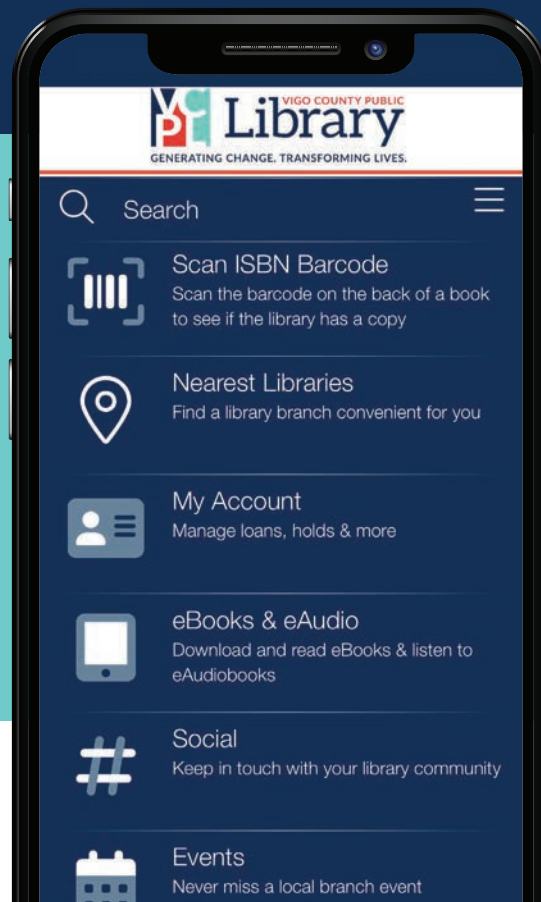 VCPL
VIGO COUNTY PUBLIC
Library
GENERATING CHANGE. TRANSFORMING LIVES.
Search
Scan ISBN Barcode
Scan the barcode on the back of a book
to see if the library has a copy
Nearest Libraries
Find a library branch convenient for you
My Account
Manage loans, holds & more
eBooks & eAudio
Download and read eBooks & listen to
eAudiobooks
Social
Keep in touch with your library community
Events
Never miss a local branch event